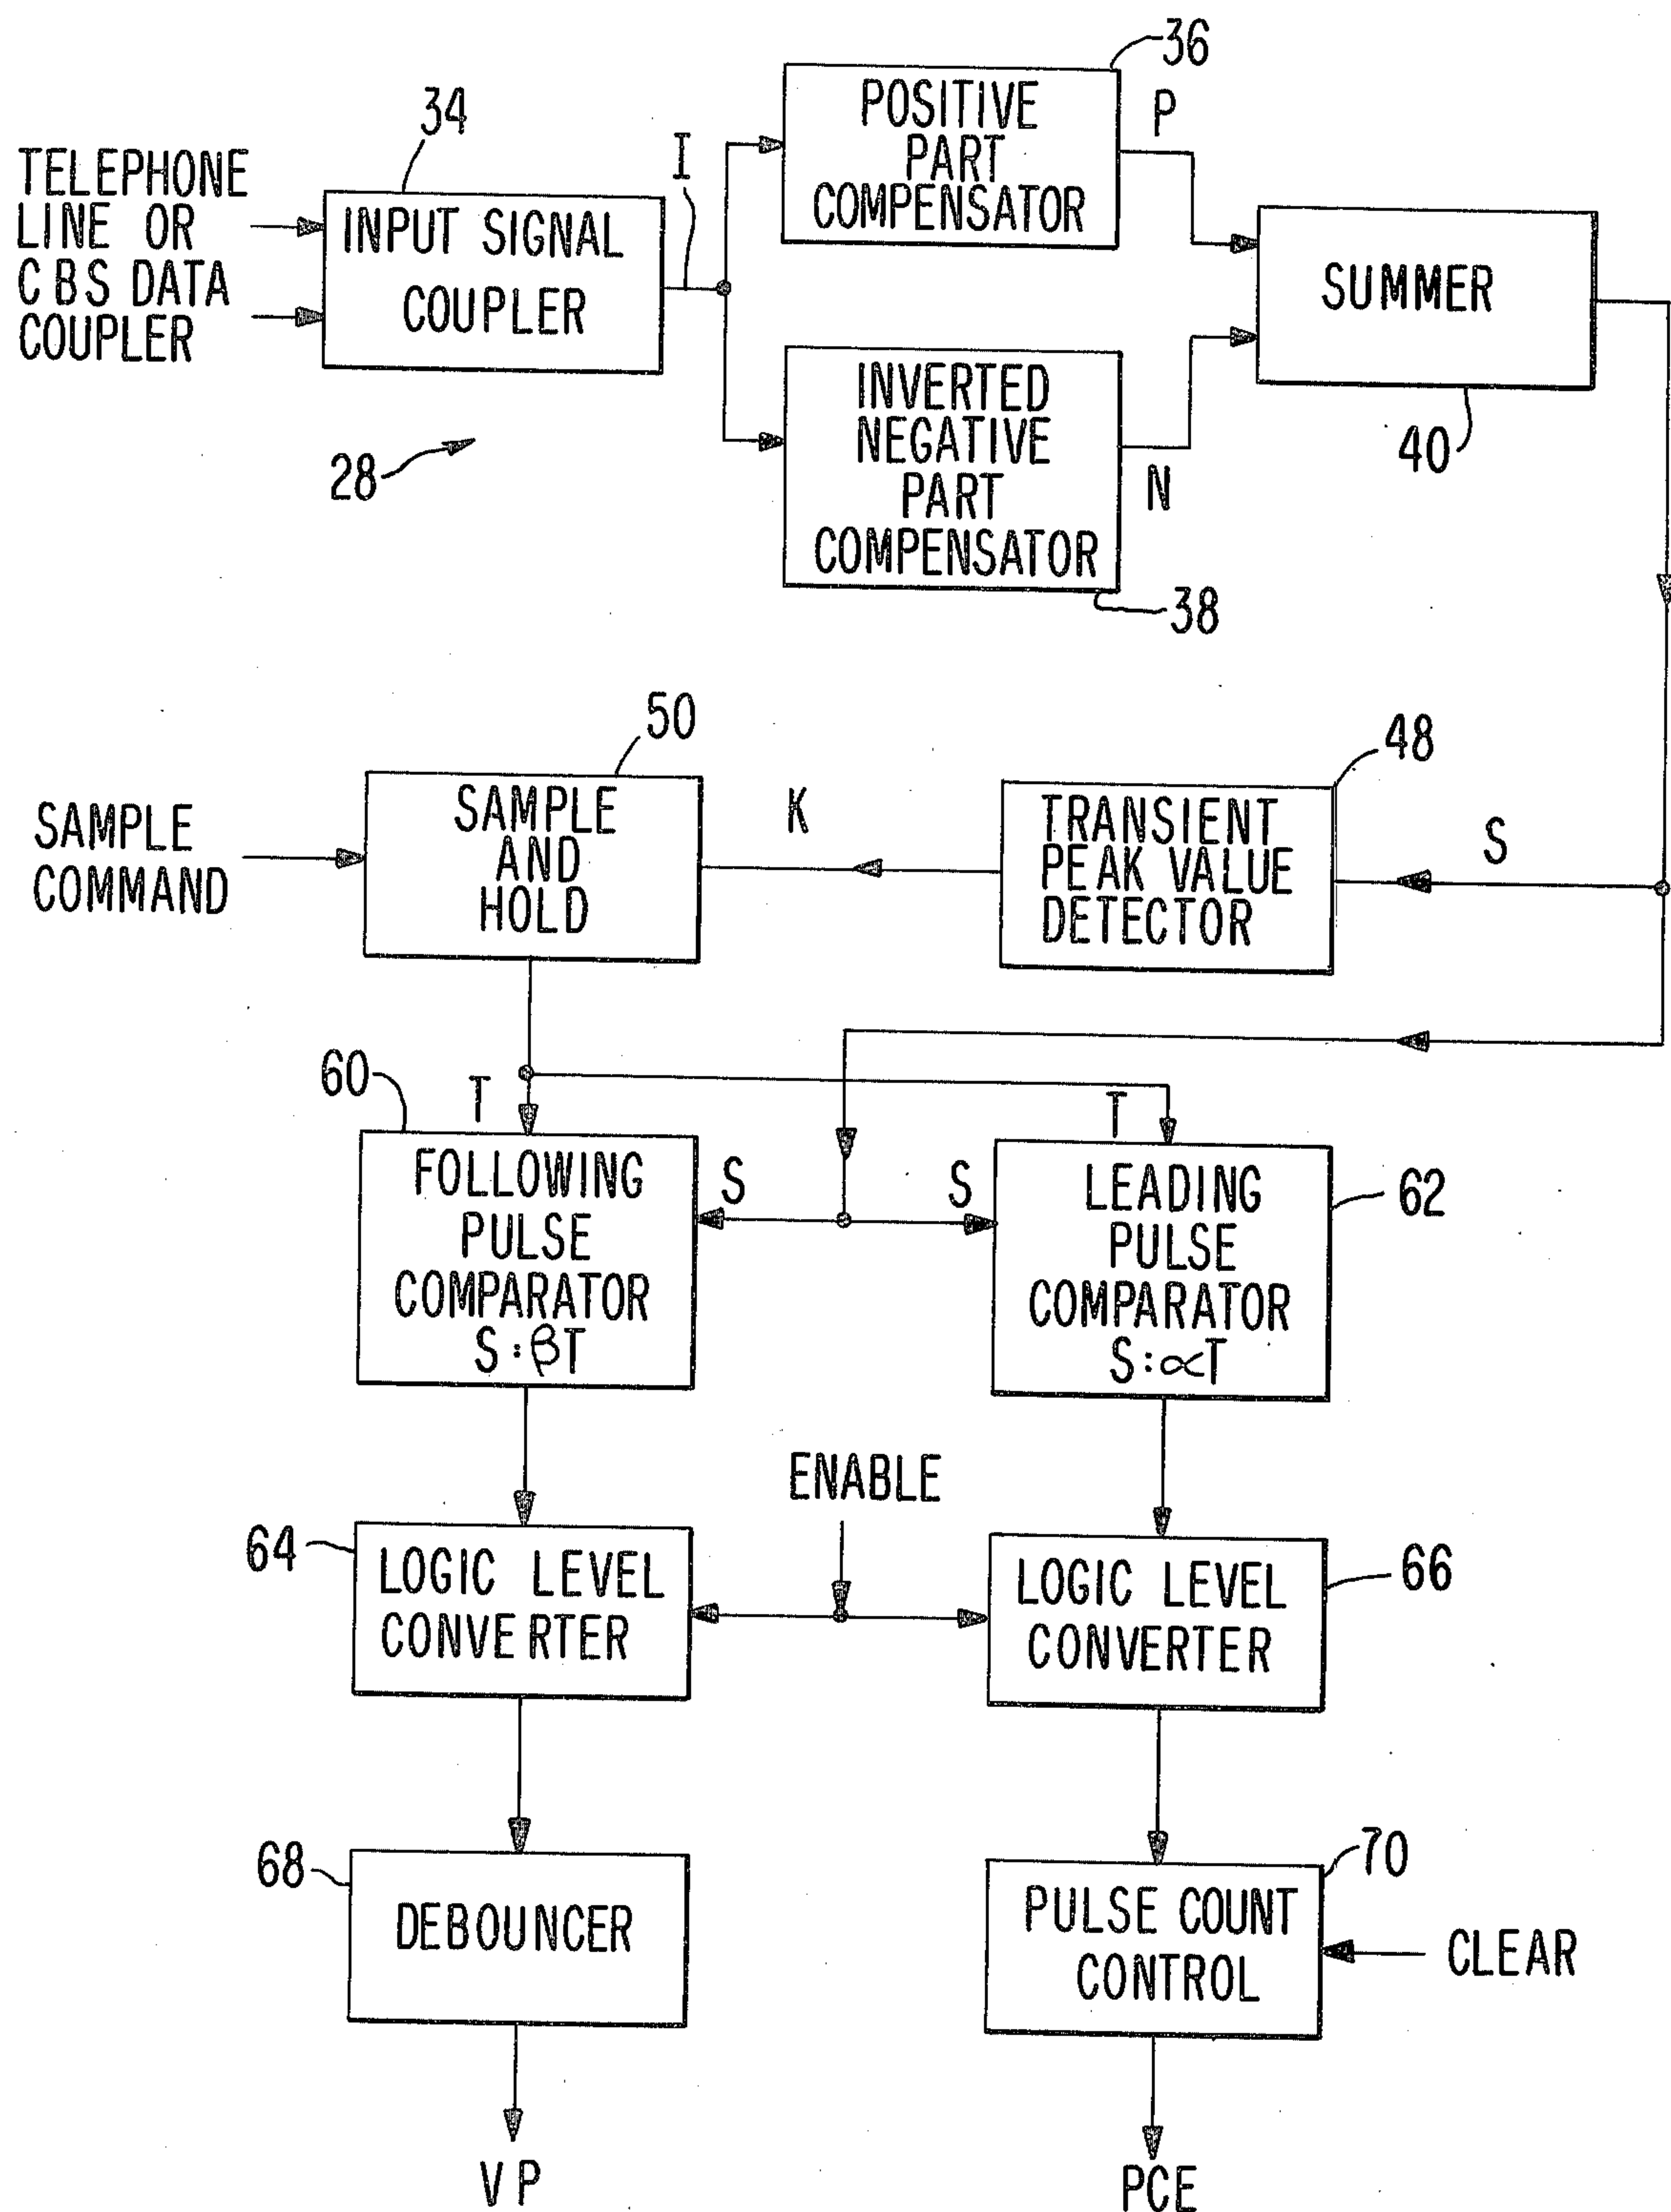 36
34
TELEPHONE
LINE OR
CBS DATA
COUPLER
INPUT SIGNAL
COUPLER
I
POSITIVE
PART
COMPENSATOR
P
SUMMER
40
INVERTED
NEGATIVE
PART
COMPENSATOR
N
38
28
50
48
SAMPLE
COMMAND
SAMPLE
AND
HOLD
K
TRANSIENT
PEAK VALUE
DETECTOR
S
60
T
T
FOLLOWING
PULSE
COMPARATOR
S:βT
S
S
LEADING
PULSE
COMPARATOR
S:αT
62
ENABLE
64
LOGIC LEVEL
CONVERTER
LOGIC LEVEL
CONVERTER
66
68
DEBOUNCER
70
PULSE COUNT
CONTROL
CLEAR
VP
PCE